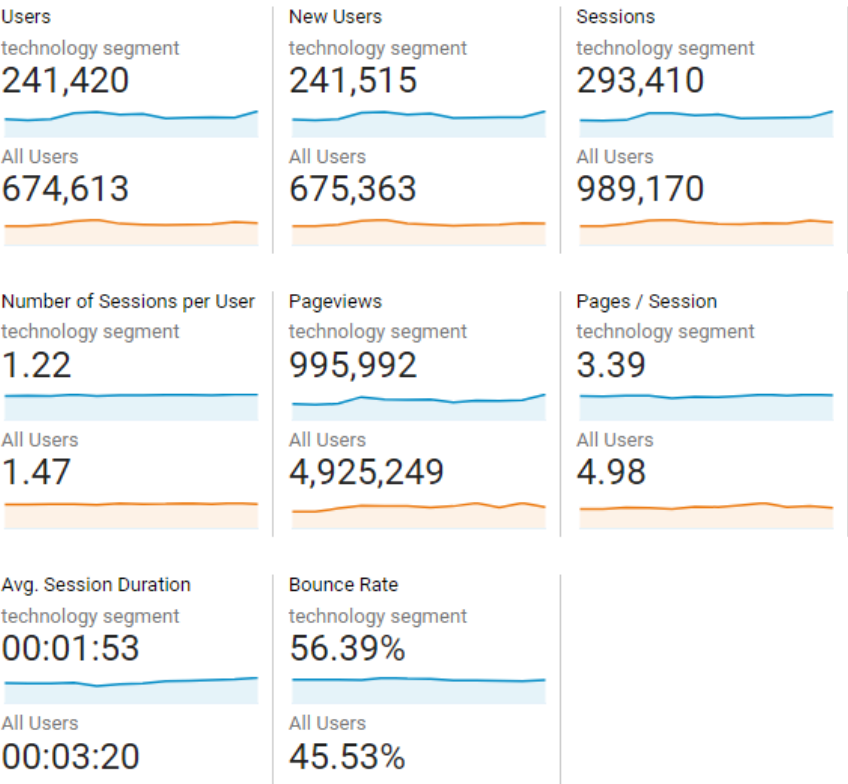 Users
technology segment
241,420
All Users
674,613
New Users
technology segment
241,515
All Users
675,363
Sessions
technology segment
293,410
All Users
989,170
Number of Sessions per User
technology segment
1.22
All Users
1.47
Pageviews
technology segment
995,992
All Users
4,925,249
Pages / Session
technology segment
3.39
All Users
4.98
Avg. Session Duration
technology segment
00:01:53
All Users
00:03:20
Bounce Rate
technology segment
56.39%
All Users
45.53%